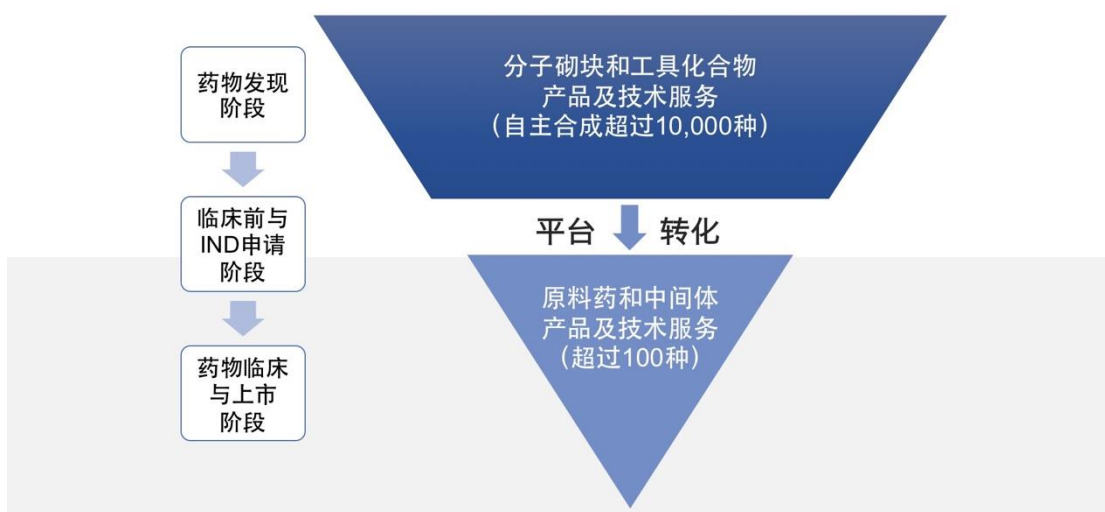 药物发现
阶段
临床前与
IND申请
阶段
药物临床
与上市
阶段
分子砌块和工具化合物
产品及技术服务
（自主合成超过10,000种）
平台 转化
原料药和中间体
产品及技术服务
（超过100种）